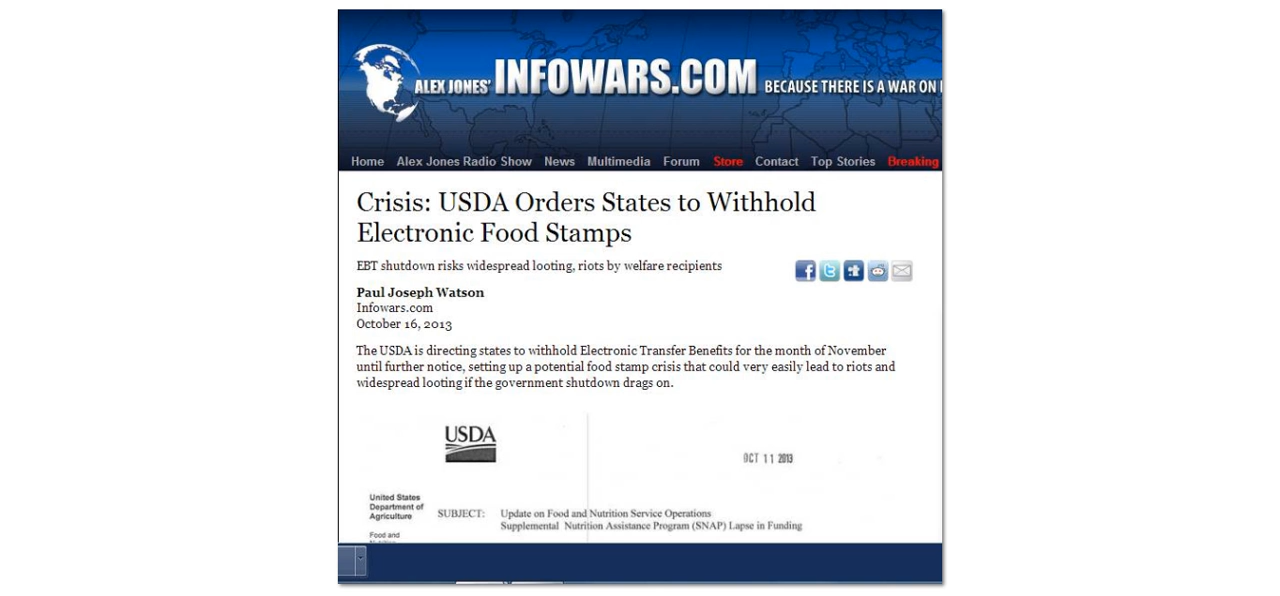 ALEX JONES' INFOWARS.COM BECAUSE THERE IS A WAR ON
Home Alex Jones Radio Show News Multimedia Forum Store Contact Top Stories Breaking
Crisis: USDA Orders States to Withhold
Electronic Food Stamps
EBT shutdown risks widespread looting, riots by welfare recipients
Paul Joseph Watson
Infowars.com
October 16, 2013
The USDA is directing states to withhold Electronic Transfer Benefits for the month of November
until further notice, setting up a potential food stamp crisis that could very easily lead to riots and
widespread looting if the government shutdown drags on.
USDA
OCT 11 2013
United States
Department of
Agriculture
SUBJECT: Update on Food and Nutrition Service Operations
Supplemental Nutrition Assistance Program (SNAP) Lapse in Funding
Food and